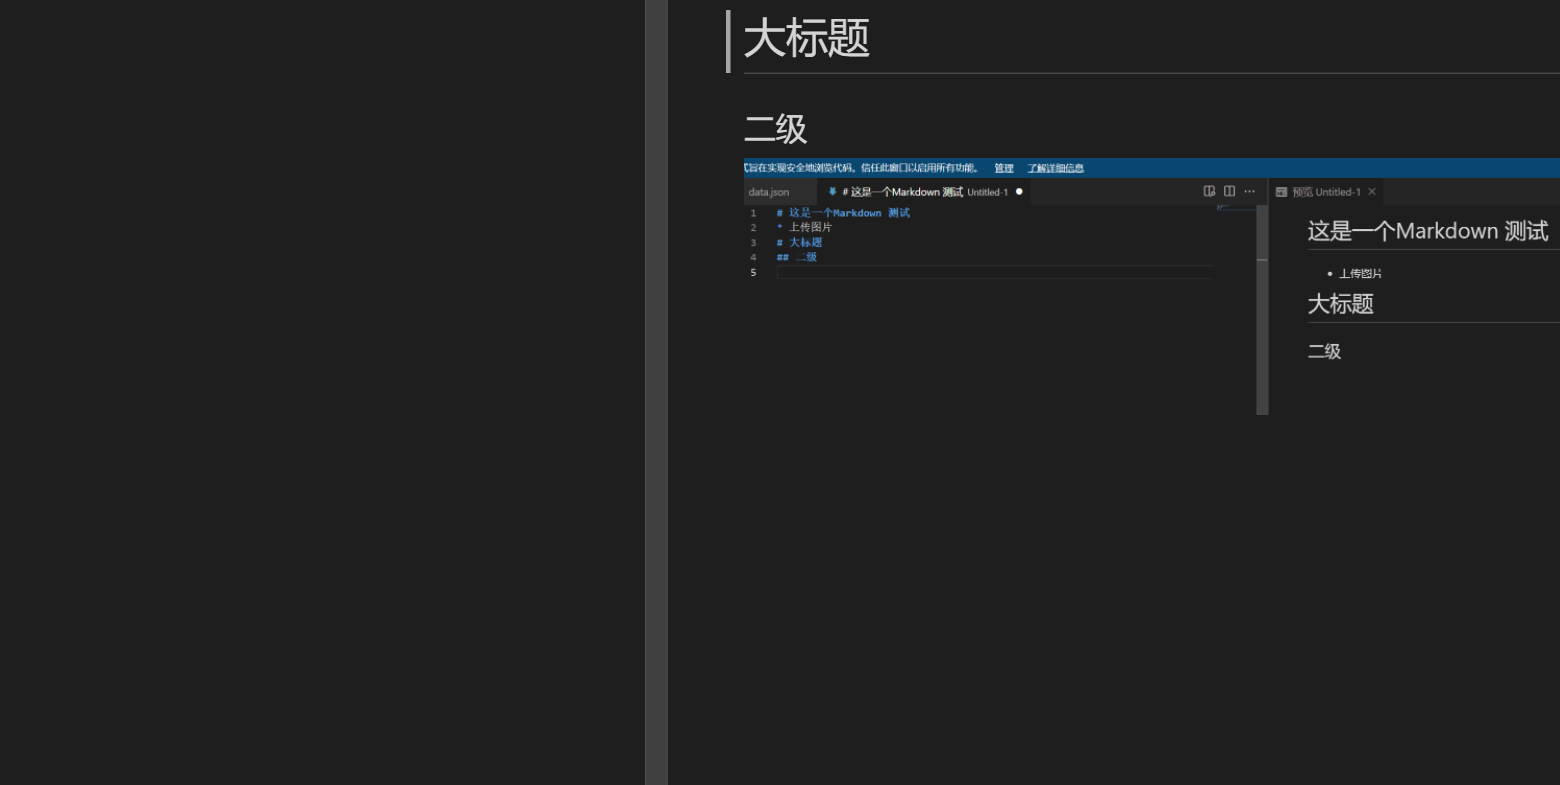 大标题
二级
式旨在实现安全地浏览代码。信任此窗口以启用所有功能。 管理 了解详细信息
data.json # 这是一个Markdown 测试 Untitled-1 预览 Untitled-1
1 # 这是一个Markdown 测试
2 * 上传图片
3 # 大标题
4 ## 二级
5
这是一个Markdown 测试
• 上传图片
大标题
二级